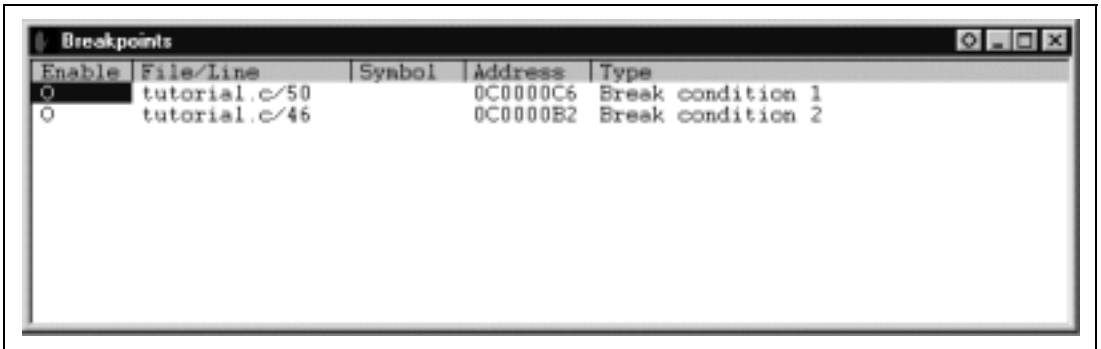 Breakpoints
Enable File/Line Symbol Address Type
O tutorial.c/50 0C0000C6 Break condition 1
O tutorial.c/46 0C0000B2 Break condition 2